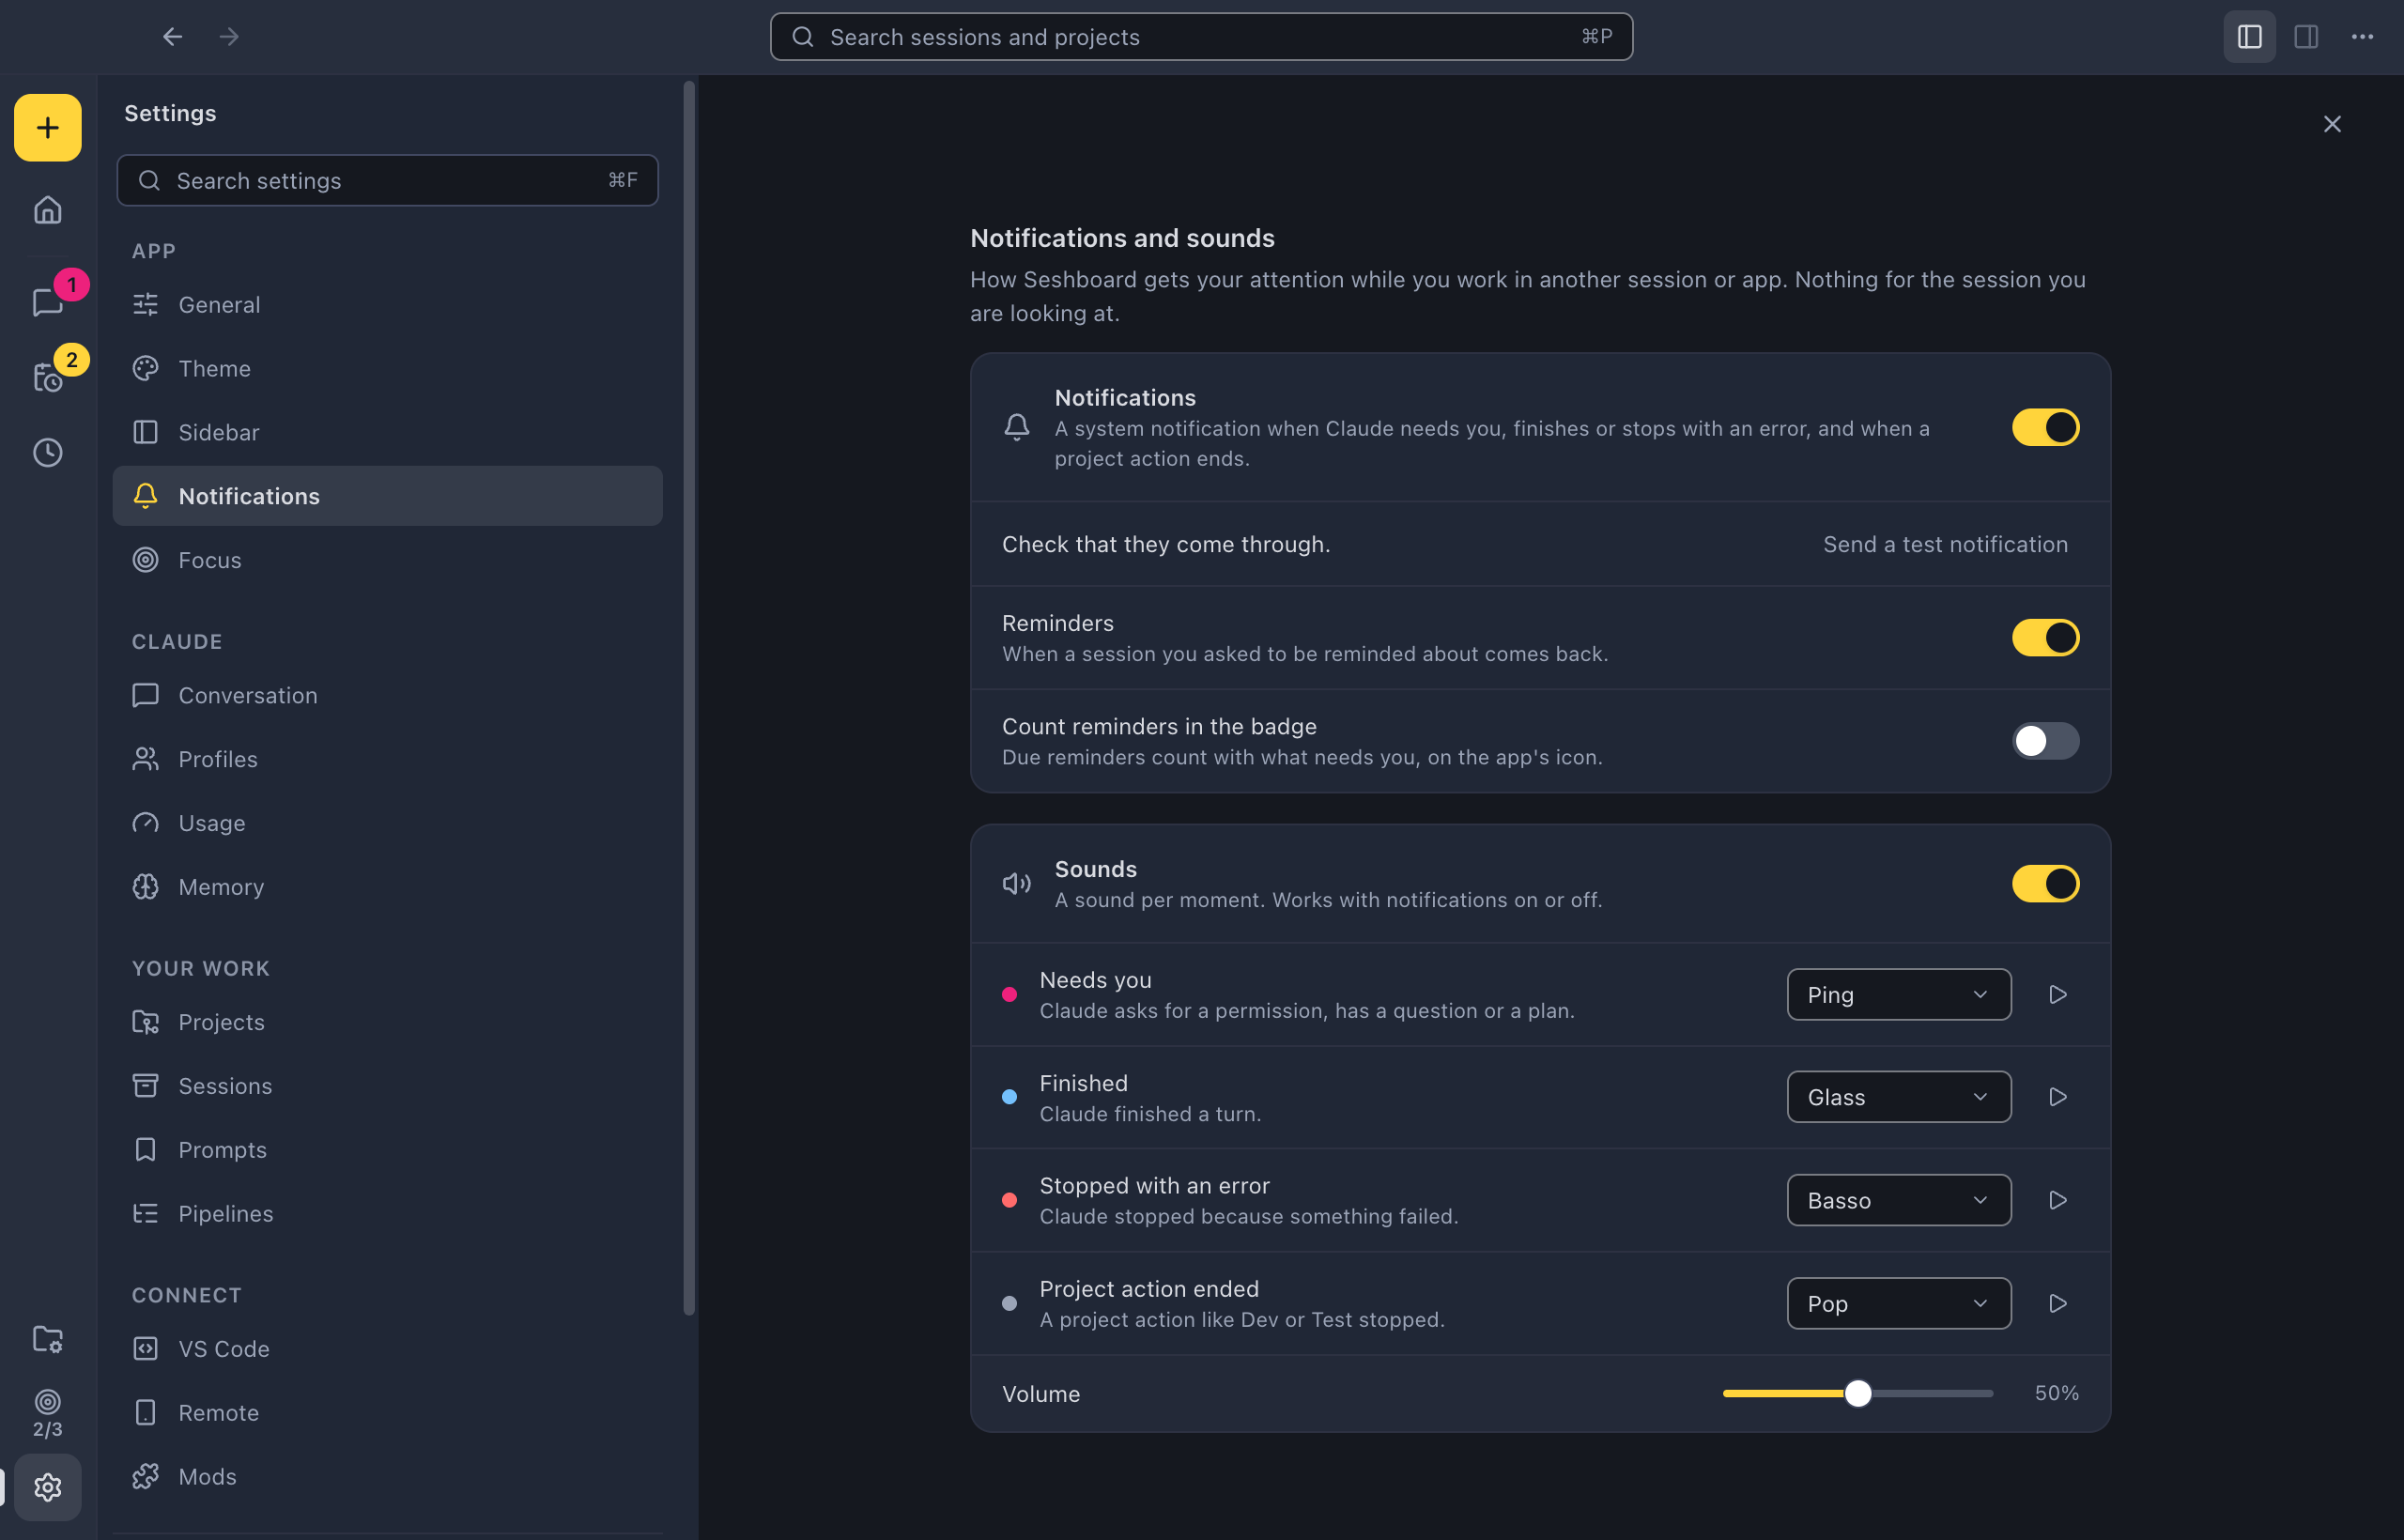 Search sessions and projects ⌘P
Settings
Search settings ⌘F
APP
General
Theme
Sidebar
Notifications
Focus
CLAUDE
Conversation
Profiles
Usage
Memory
YOUR WORK
Projects
Sessions
Prompts
Pipelines
CONNECT
VS Code
Remote
Mods
1
2
2/3
Notifications and sounds
How Seshboard gets your attention while you work in another session or app. Nothing for the session you
are looking at.
Notifications
A system notification when Claude needs you, finishes or stops with an error, and when a
project action ends.
Check that they come through. Send a test notification
Reminders
When a session you asked to be reminded about comes back.
Count reminders in the badge
Due reminders count with what needs you, on the app's icon.
Sounds
A sound per moment. Works with notifications on or off.
Needs you
Claude asks for a permission, has a question or a plan.
Ping
Finished
Claude finished a turn.
Glass
Stopped with an error
Claude stopped because something failed.
Basso
Project action ended
A project action like Dev or Test stopped.
Pop
Volume 50%